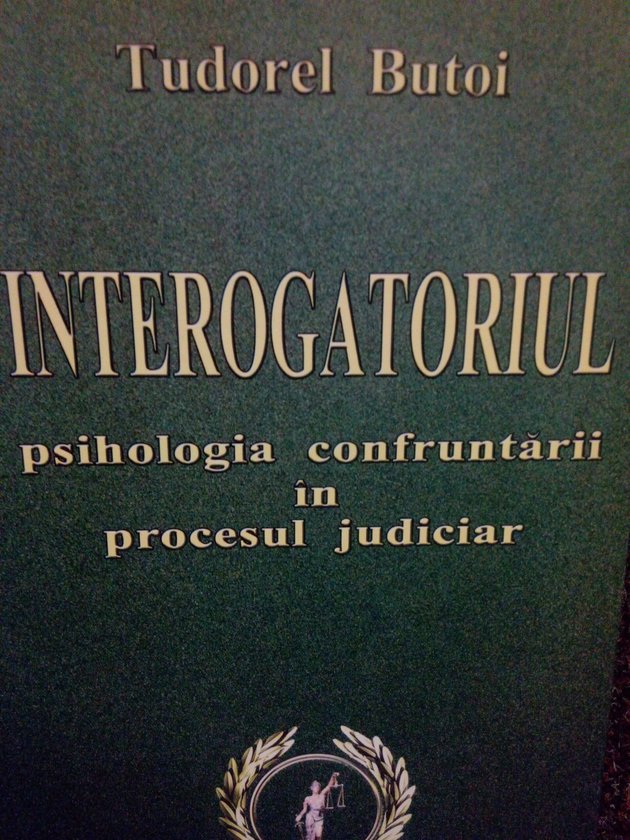 Tudorel Butoi
INTEROGATORIUL
psihologia confruntării
în
procesul judiciar